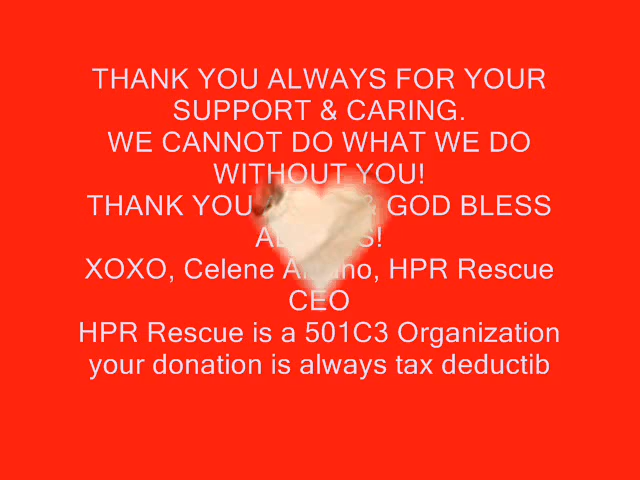 THANK YOU ALWAYS FOR YOUR
SUPPORT & CARING.
WE CANNOT DO WHAT WE DO
WITHOUT YOU!
THANK YOU & GOD BLESS
XOXO, Celene , HPR Rescue
CEO
HPR Rescue is a 501C3 Organization
your donation is always tax deductib